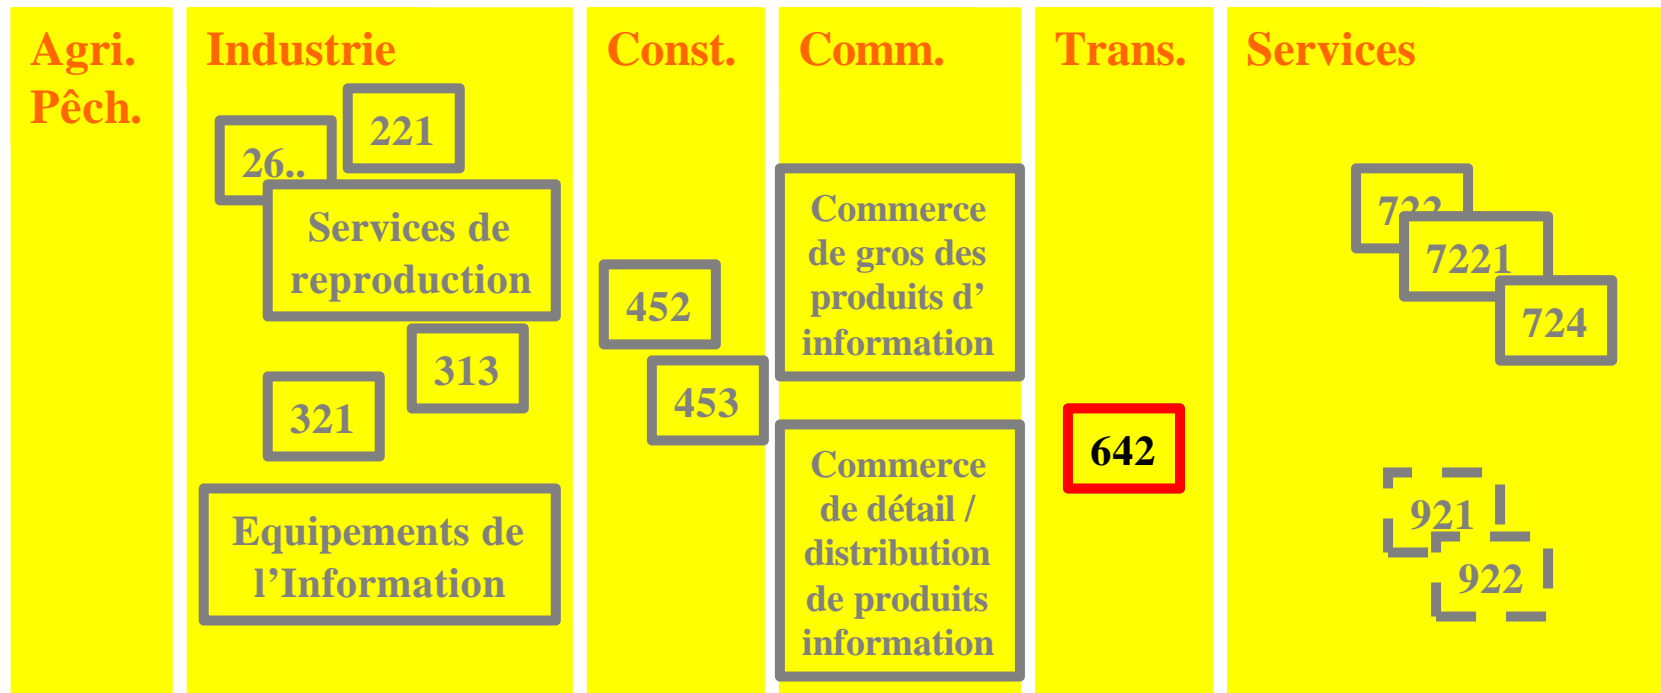 Agri.
Pêch.
Industrie
221
26..
Services de
reproduction
313
321
Equipements de
l’Information
Const.
452
453
Comm.
Commerce
de gros des
produits d’
information
Commerce
de détail /
distribution
de produits
information
Trans.
642
Services
722
7221
724
921
922